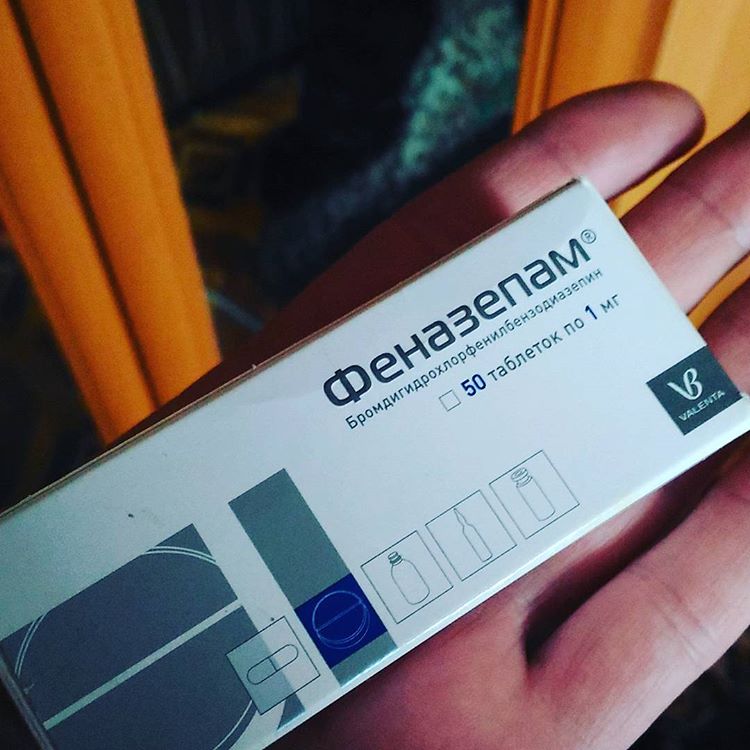 Феназепам®
Бромдигидрохлорфенилбензодиазепин
50 таблеток по 1 мг
VALENTA